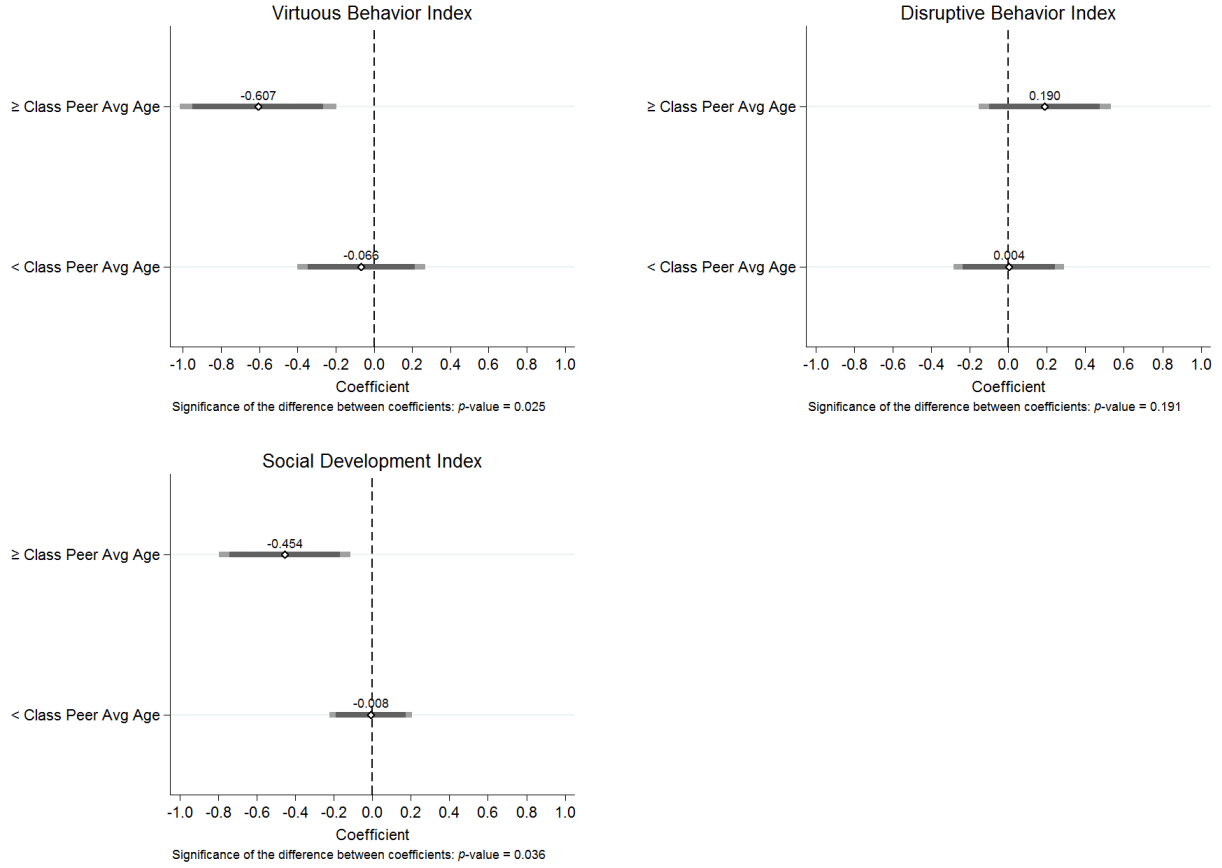 Virtuous Behavior Index
-0.607
≥ Class Peer Avg Age
-0.066
< Class Peer Avg Age
-1.0 -0.8 -0.6 -0.4 -0.2 0.0 0.2 0.4 0.6 0.8 1.0
Coefficient
Significance of the difference between coefficients: p-value = 0.025
Disruptive Behavior Index
0.190
≥ Class Peer Avg Age
0.004
< Class Peer Avg Age
-1.0 -0.8 -0.6 -0.4 -0.2 0.0 0.2 0.4 0.6 0.8 1.0
Coefficient
Significance of the difference between coefficients: p-value = 0.191
Social Development Index
-0.454
≥ Class Peer Avg Age
-0.008
< Class Peer Avg Age
-1.0 -0.8 -0.6 -0.4 -0.2 0.0 0.2 0.4 0.6 0.8 1.0
Coefficient
Significance of the difference between coefficients: p-value = 0.036